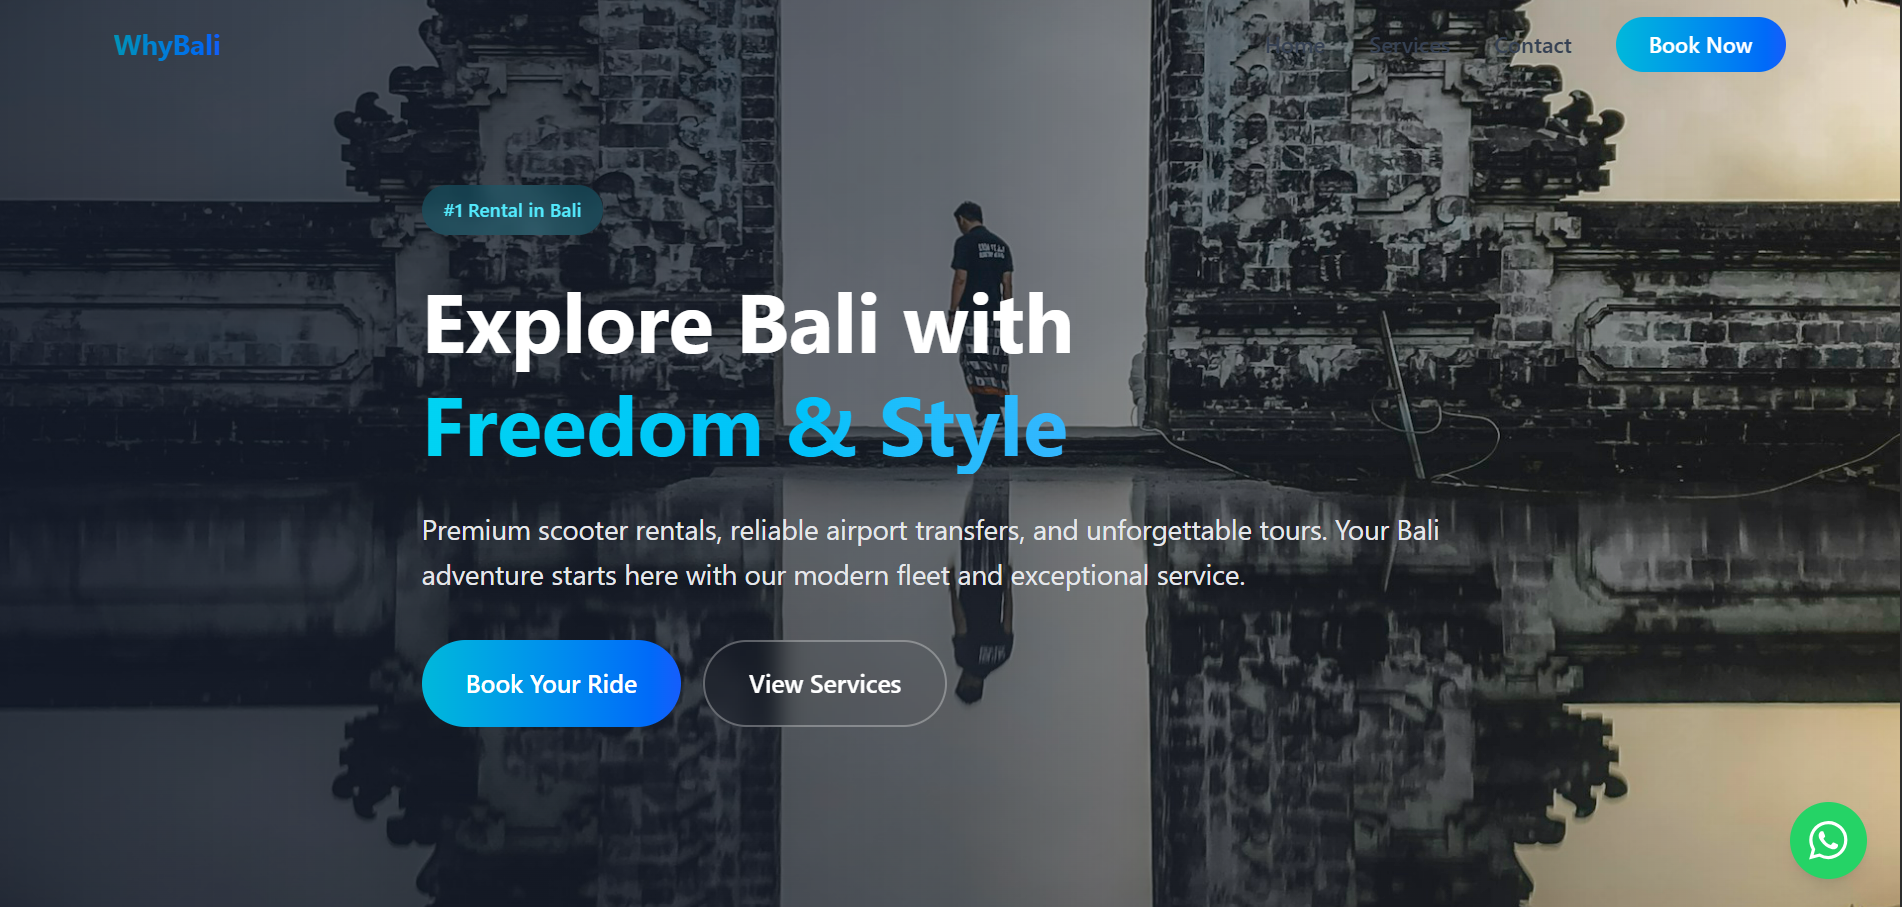 WhyBali
Home Services Contact Book Now
#1 Rental in Bali
Explore Bali with
Freedom & Style
Premium scooter rentals, reliable airport transfers, and unforgettable tours. Your Bali
adventure starts here with our modern fleet and exceptional service.
Book Your Ride View Services